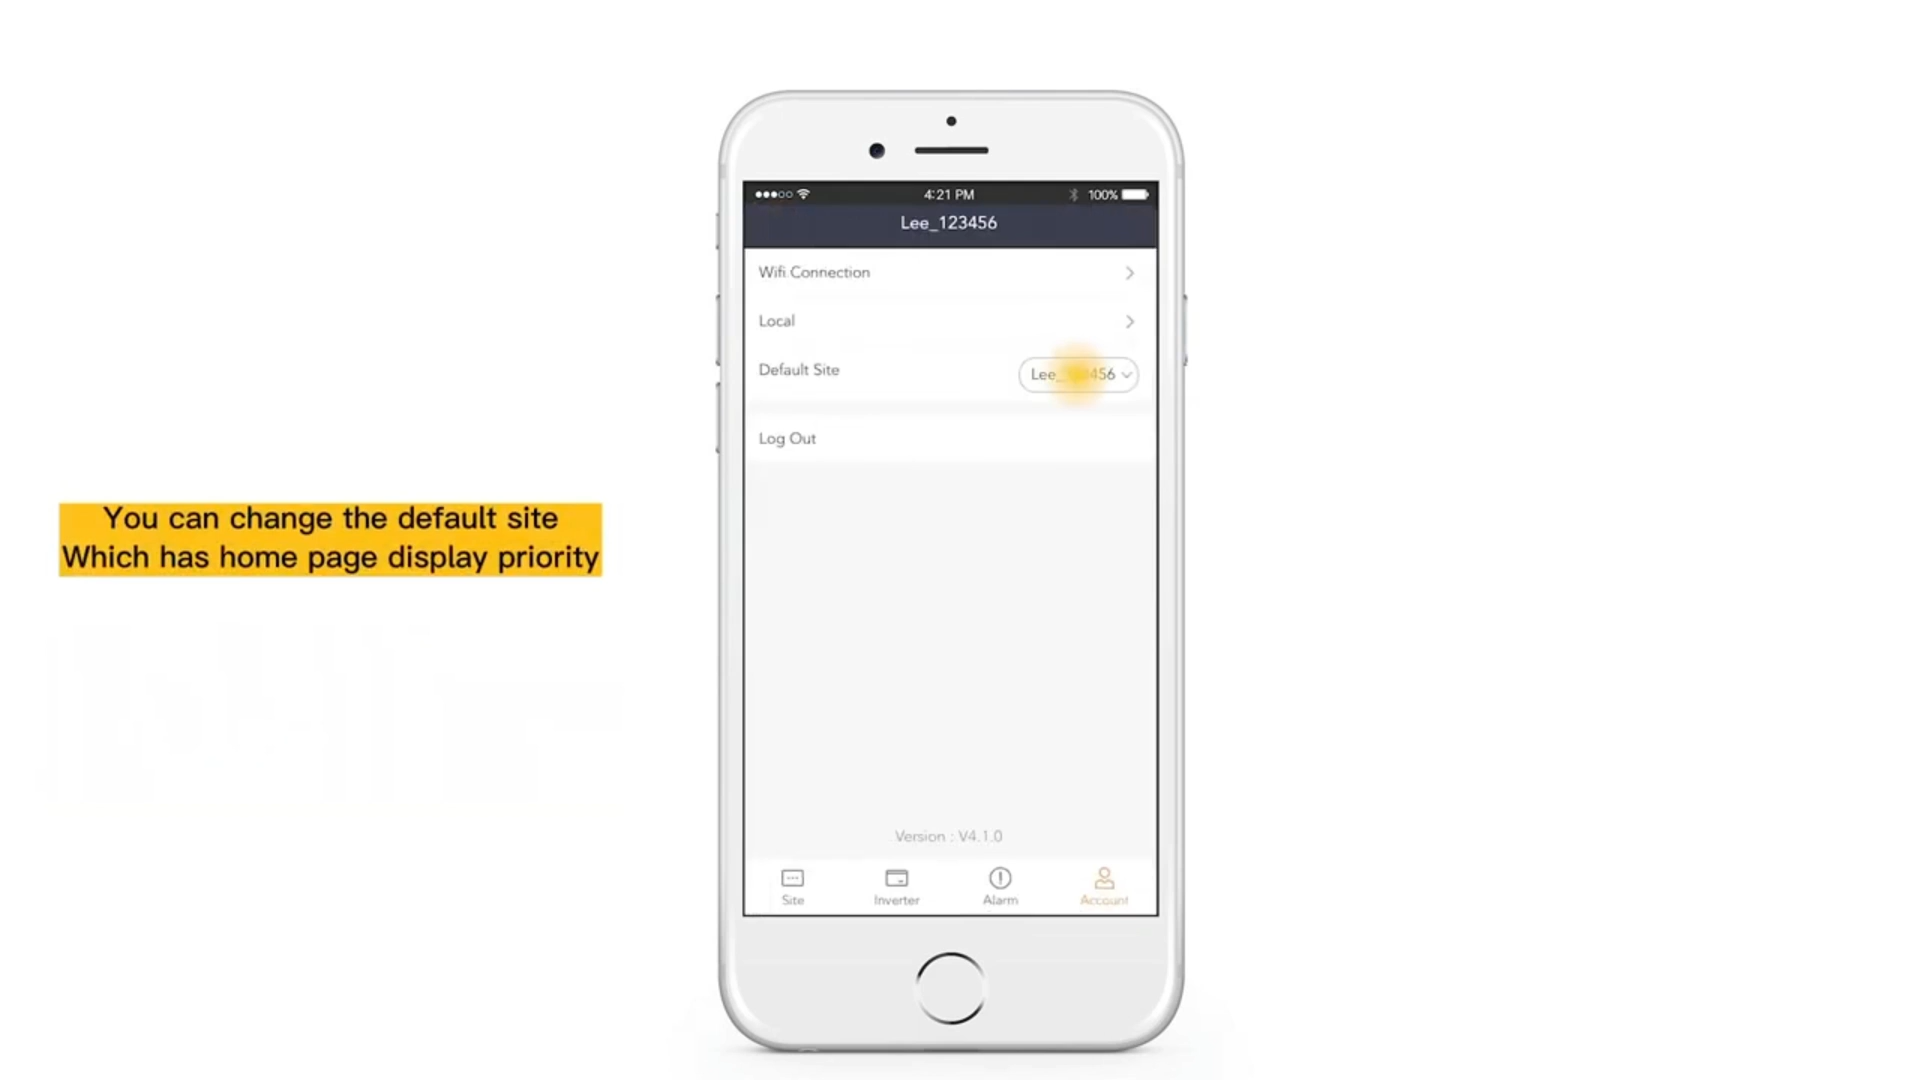 4:21 PM
100%
Lee_123456
Wifi Connection
Local
Default Site
Lee_123456
Log Out
You can change the default site
Which has home page display priority
Version : V4.1.0
Site
Inverter
Alarm
Account